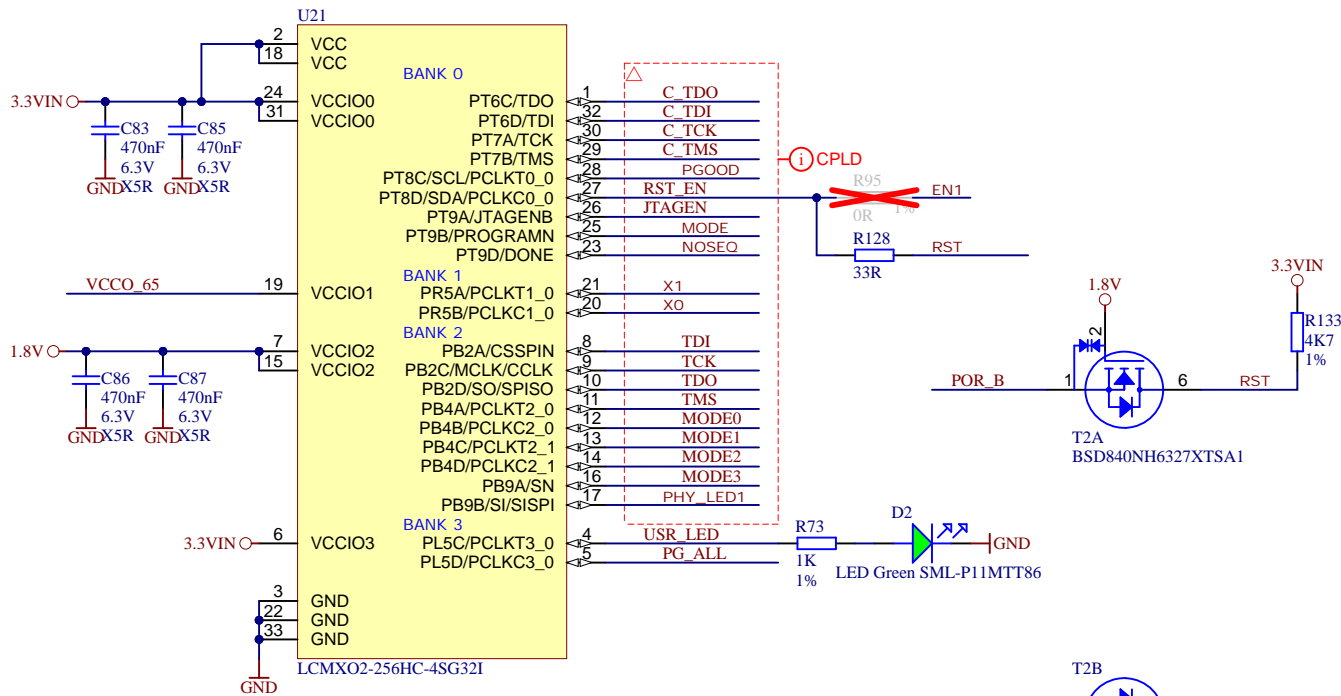 U21
2 VCC
18 VCC
BANK 0
3.3VIN
24 VCCIO0
31 VCCIO0
C83
470nF
6.3V
X5R
GND
C85
470nF
6.3V
X5R
GND
PT6C/TDO 1 C_TDO
PT6D/TDI 32 C_TDI
PT7A/TCK 30 C_TCK
PT7B/TMS 29 C_TMS
PT8C/SCL/PCLKT0_0 28 PGOOD
PT8D/SDA/PCLKC0_0 27 RST_EN
PT9A/JTAGENB 26 JTAGEN
PT9B/PROGRAMN 25 MODE
PT9D/DONE 23 NOSEQ
i CPLD
R95
0R
1%
EN1
R128
33R
RST
BANK 1
VCCO_65 19 VCCIO1
PR5A/PCLKT1_0 21 X1
PR5B/PCLKC1_0 20 X0
BANK 2
1.8V
7 VCCIO2
15 VCCIO2
C86
470nF
6.3V
X5R
GND
C87
470nF
6.3V
X5R
GND
PB2A/CSSPIN 8 TDI
PB2C/MCLK/CCLK 9 TCK
PB2D/SO/SPISO 10 TDO
PB4A/PCLKT2_0 11 TMS
PB4B/PCLKC2_0 12 MODE0
PB4C/PCLKT2_1 13 MODE1
PB4D/PCLKC2_1 14 MODE2
PB9A/SN 16 MODE3
PB9B/SI/SISPI 17 PHY_LED1
BANK 3
3.3VIN 6 VCCIO3
PL5C/PCLKT3_0 4 USR_LED
PL5D/PCLKC3_0 5 PG_ALL
R73
1K
1%
D2
LED Green SML-P11MTT86
GND
3 GND
22 GND
33 GND
GND
LCMXO2-256HC-4SG32I
1.8V
3.3VIN
R133
4K7
1%
POR_B 1 2 6 RST
T2A
BSD840NH6327XTSA1
T2B